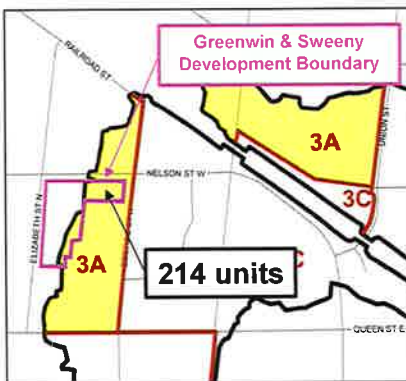 Greenwin & Sweeny
Development Boundary
RAILROAD ST
UNION ST
3A
NELSON ST W
3C
ELIZABETH ST N
3A
214 units
C
QUEEN ST E